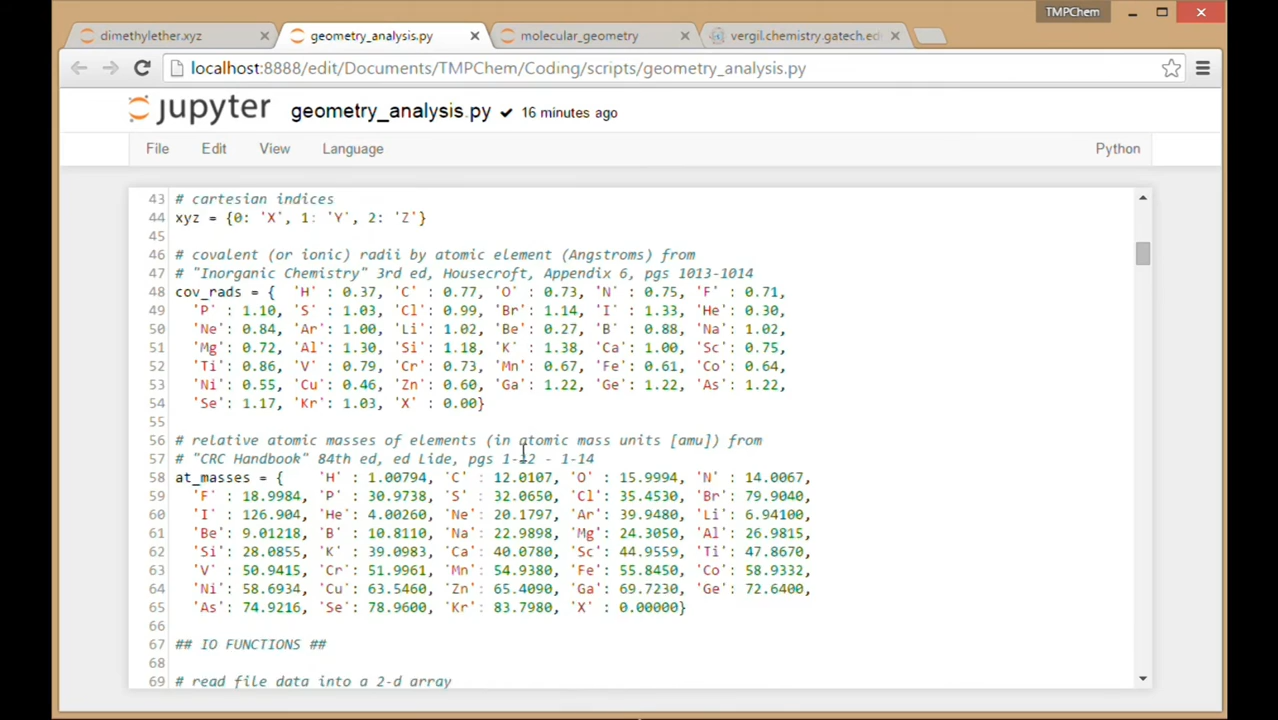 TMPChem
dimethylether.xyz
geometry_analysis.py
molecular_geometry
vergil.chemistry.gatech.ed
localhost:8888/edit/Documents/TMPChem/Coding/scripts/geometry_analysis.py
jupyter geometry_analysis.py ✔ 16 minutes ago
File Edit View Language Python
43 # cartesian indices
44 xyz = {0: 'X', 1: 'Y', 2: 'Z'}
45
46 # covalent (or ionic) radii by atomic element (Angstroms) from
47 # "Inorganic Chemistry" 3rd ed, Housecroft, Appendix 6, pgs 1013-1014
48 cov_rads = { 'H' : 0.37, 'C' : 0.77, 'O' : 0.73, 'N' : 0.75, 'F' : 0.71,
49 'P' : 1.10, 'S' : 1.03, 'Cl': 0.99, 'Br': 1.14, 'I' : 1.33, 'He': 0.30,
50 'Ne': 0.84, 'Ar': 1.00, 'Li': 1.02, 'Be': 0.27, 'B' : 0.88, 'Na': 1.02,
51 'Mg': 0.72, 'Al': 1.30, 'Si': 1.18, 'K' : 1.38, 'Ca': 1.00, 'Sc': 0.75,
52 'Ti': 0.86, 'V' : 0.79, 'Cr': 0.73, 'Mn': 0.67, 'Fe': 0.61, 'Co': 0.64,
53 'Ni': 0.55, 'Cu': 0.46, 'Zn': 0.60, 'Ga': 1.22, 'Ge': 1.22, 'As': 1.22,
54 'Se': 1.17, 'Kr': 1.03, 'X' : 0.00}
55
56 # relative atomic masses of elements (in atomic mass units [amu]) from
57 # "CRC Handbook" 84th ed, ed Lide, pgs 1-12 - 1-14
58 at_masses = { 'H' : 1.00794, 'C' : 12.0107, 'O' : 15.9994, 'N' : 14.0067,
59 'F' : 18.9984, 'P' : 30.9738, 'S' : 32.0650, 'Cl': 35.4530, 'Br': 79.9040,
60 'I' : 126.904, 'He': 4.00260, 'Ne': 20.1797, 'Ar': 39.9480, 'Li': 6.94100,
61 'Be': 9.01218, 'B' : 10.8110, 'Na': 22.9898, 'Mg': 24.3050, 'Al': 26.9815,
62 'Si': 28.0855, 'K' : 39.0983, 'Ca': 40.0780, 'Sc': 44.9559, 'Ti': 47.8670,
63 'V' : 50.9415, 'Cr': 51.9961, 'Mn': 54.9380, 'Fe': 55.8450, 'Co': 58.9332,
64 'Ni': 58.6934, 'Cu': 63.5460, 'Zn': 65.4090, 'Ga': 69.7230, 'Ge': 72.6400,
65 'As': 74.9216, 'Se': 78.9600, 'Kr': 83.7980, 'X' : 0.00000}
66
67 ## IO FUNCTIONS ##
68
69 # read file data into a 2-d array